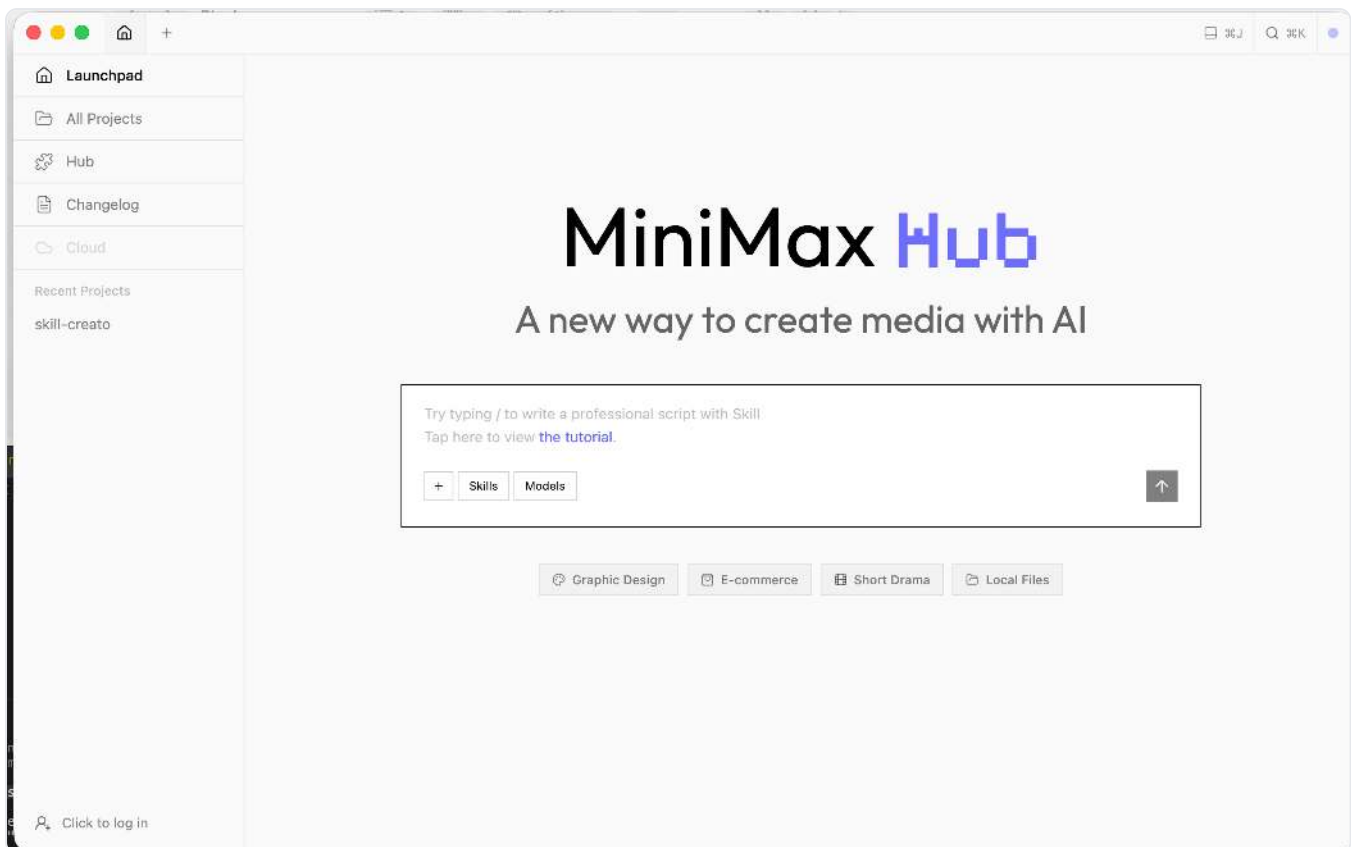 ⌘J
⌘K
Launchpad
All Projects
Hub
Changelog
Cloud
Recent Projects
skill-creato
Click to log in
MiniMax Hub
A new way to create media with AI
Try typing / to write a professional script with Skill
Tap here to view the tutorial.
+ Skills Models
Graphic Design E-commerce Short Drama Local Files